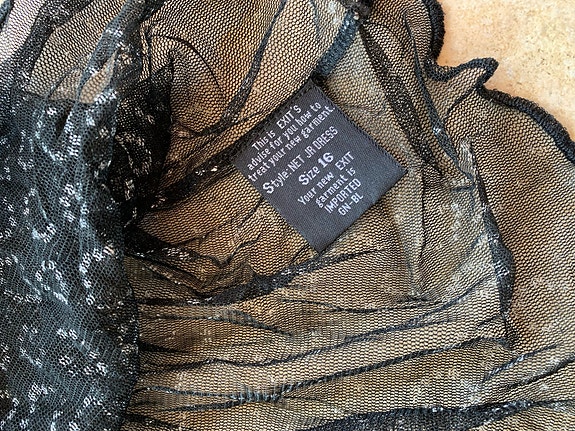 This is EXIT'S
advise for you how to
treat your new garment.
Style:NET JR DRESS
Size 16
Your new EXIT
garment is
IMPORTED
GN-BL